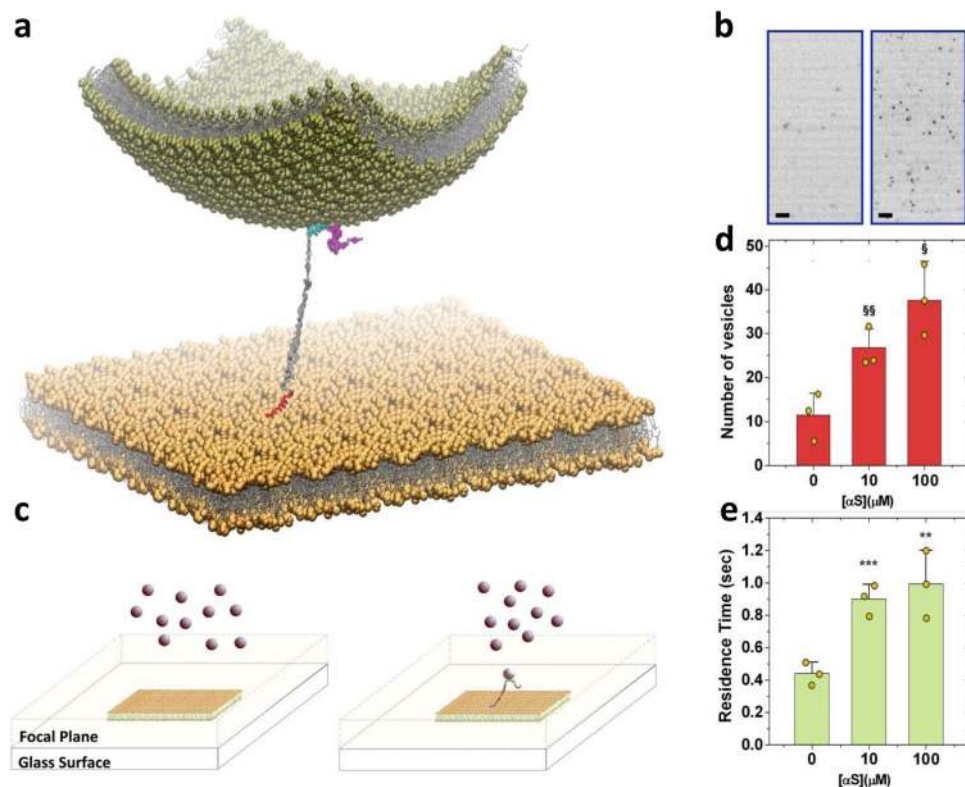 a
b
c
Focal Plane
Glass Surface
d
Number of vesicles
50
40
30
20
10
0
§§
§
0 10 100
[αS](μM)
e
Residence Time (sec)
1.4
1.2
1.0
0.8
0.6
0.4
0.2
0.0
***
**
0 10 100
[αS](μM)